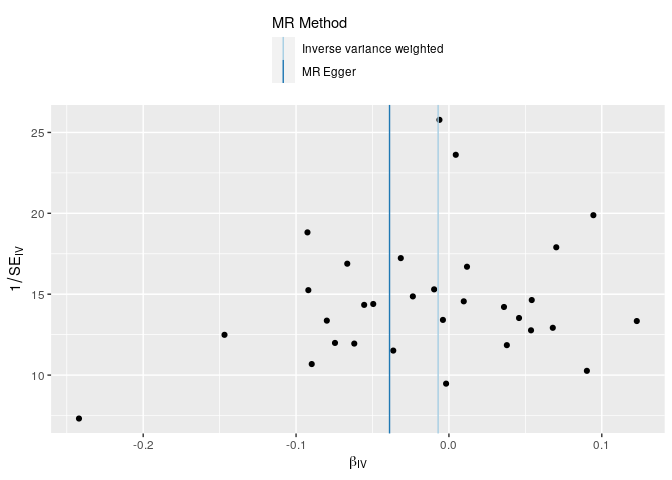 MR Method
Inverse variance weighted
MR Egger
25
20
15
10
1/SE_IV
-0.2
-0.1
0.0
0.1
β_IV